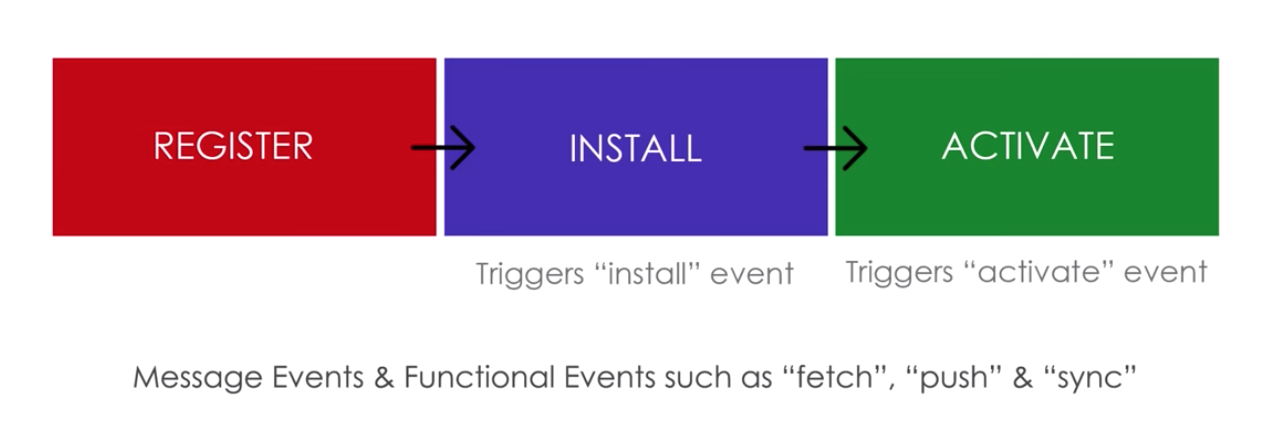 REGISTER
INSTALL
ACTIVATE
Triggers “install” event
Triggers “activate” event
Message Events & Functional Events such as “fetch”, “push” & “sync”